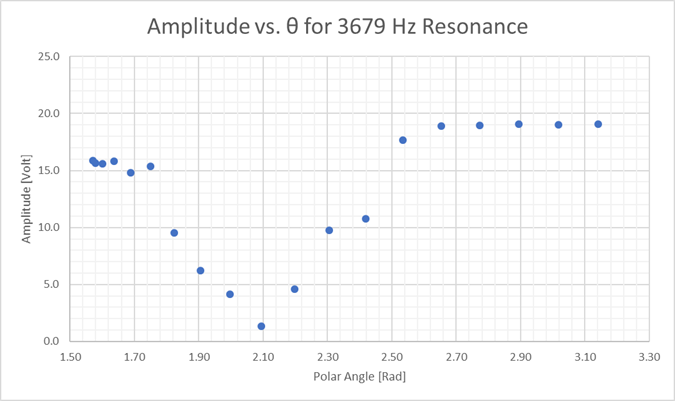 Amplitude vs. θ for 3679 Hz Resonance
25.0
20.0
15.0
10.0
5.0
0.0
Amplitude [Volt]
1.50 1.70 1.90 2.10 2.30 2.50 2.70 2.90 3.10 3.30
Polar Angle [Rad]